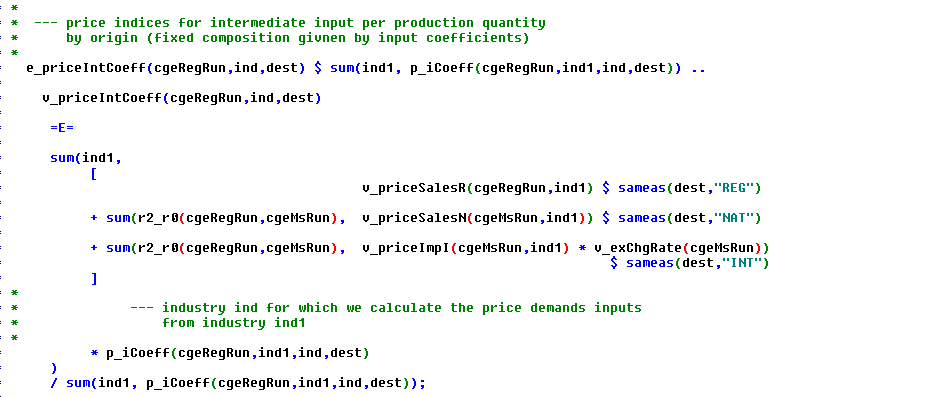 *
* --- price indices for intermediate input per production quantity
* by origin (fixed composition givnen by input coefficients)
*
e_priceIntCoeff(cgeRegRun,ind,dest) $ sum(ind1, p_iCoeff(cgeRegRun,ind1,ind,dest)) ..
v_priceIntCoeff(cgeRegRun,ind,dest)
=E=
sum(ind1,
[
v_priceSalesR(cgeRegRun,ind1) $ sameas(dest,"REG")
+ sum(r2_r0(cgeRegRun,cgeMsRun), v_priceSalesN(cgeMsRun,ind1)) $ sameas(dest,"NAT")
+ sum(r2_r0(cgeRegRun,cgeMsRun), v_priceImpI(cgeMsRun,ind1) * v_exChgRate(cgeMsRun))
$ sameas(dest,"INT")
]
*
* --- industry ind for which we calculate the price demands inputs
* from industry ind1
*
* p_iCoeff(cgeRegRun,ind1,ind,dest)
)
/ sum(ind1, p_iCoeff(cgeRegRun,ind1,ind,dest));